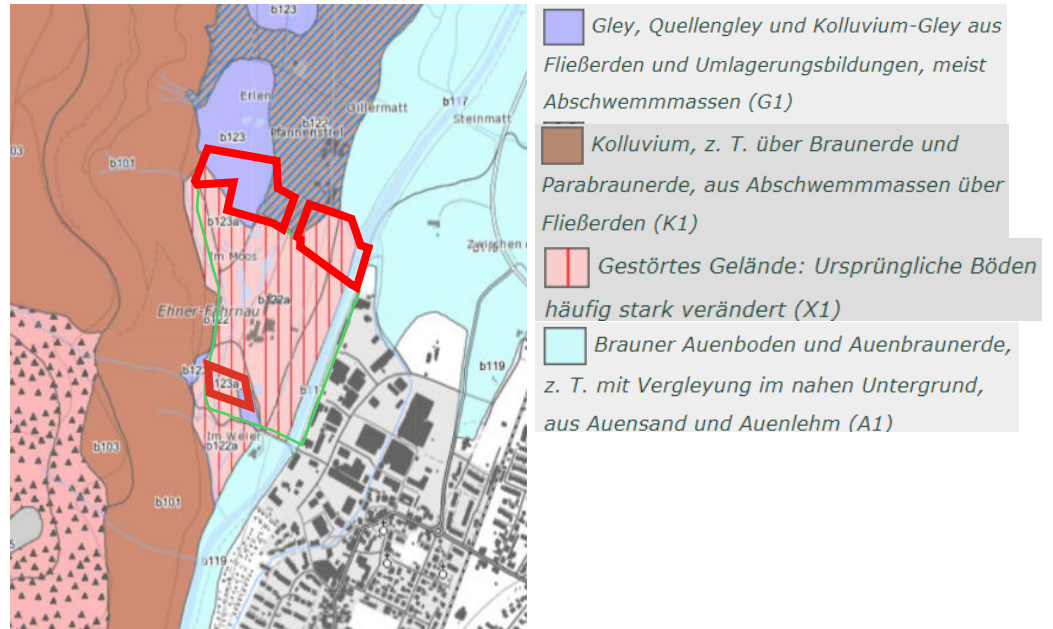 b123
Erlen
Gillermatt
b117
Steinmatt
b122
Pfannenstiel
b123
03
b101
b123a
Im Moos
Zwischen
b122a
Ehner-Fahrnau
b122
b119
123a
b117
Im Weier
b122a
b103
b101
b119
Gley, Quellengley und Kolluvium-Gley aus
Fließerden und Umlagerungsbildungen, meist
Abschwemmmassen (G1)
Kolluvium, z. T. über Braunerde und
Parabraunerde, aus Abschwemmmassen über
Fließerden (K1)
Gestörtes Gelände: Ursprüngliche Böden
häufig stark verändert (X1)
Brauner Auenboden und Auenbraunerde,
z. T. mit Vergleyung im nahen Untergrund,
aus Auensand und Auenlehm (A1)